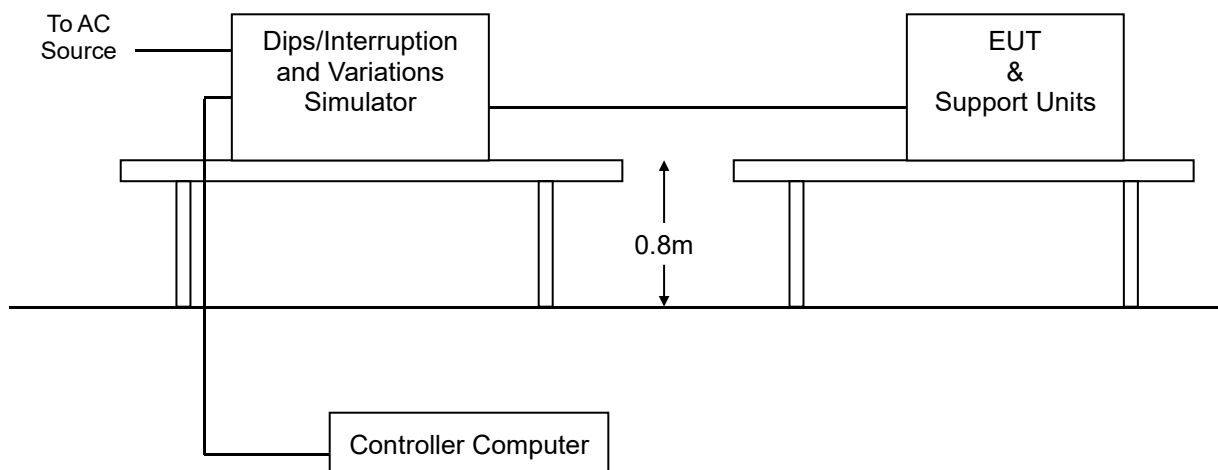 To AC
Source
Dips/Interruption
and Variations
Simulator
EUT
&
Support Units
0.8m
Controller Computer